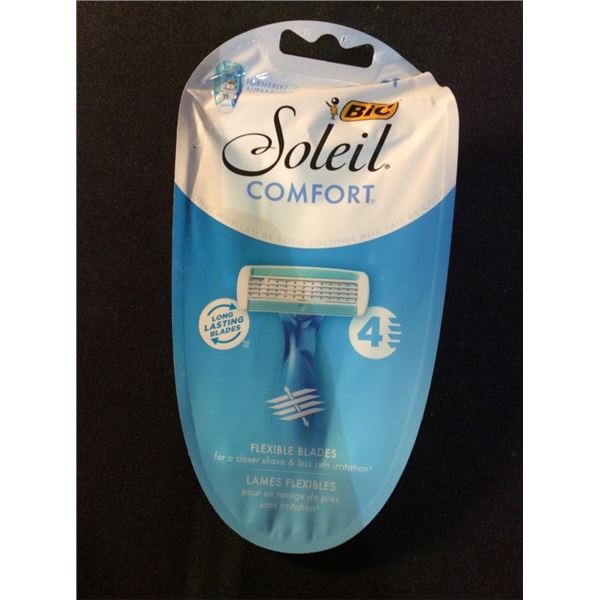 FORMERLY/
BiC
Soleil®
COMFORT
COCONUT MILK LAIT DE COCO
LONG
LASTING
BLADES
4
FLEXIBLE BLADES
for a closer shave & less skin irritation*
LAMES FLEXIBLES
pour un rasage de près
sans irritation*